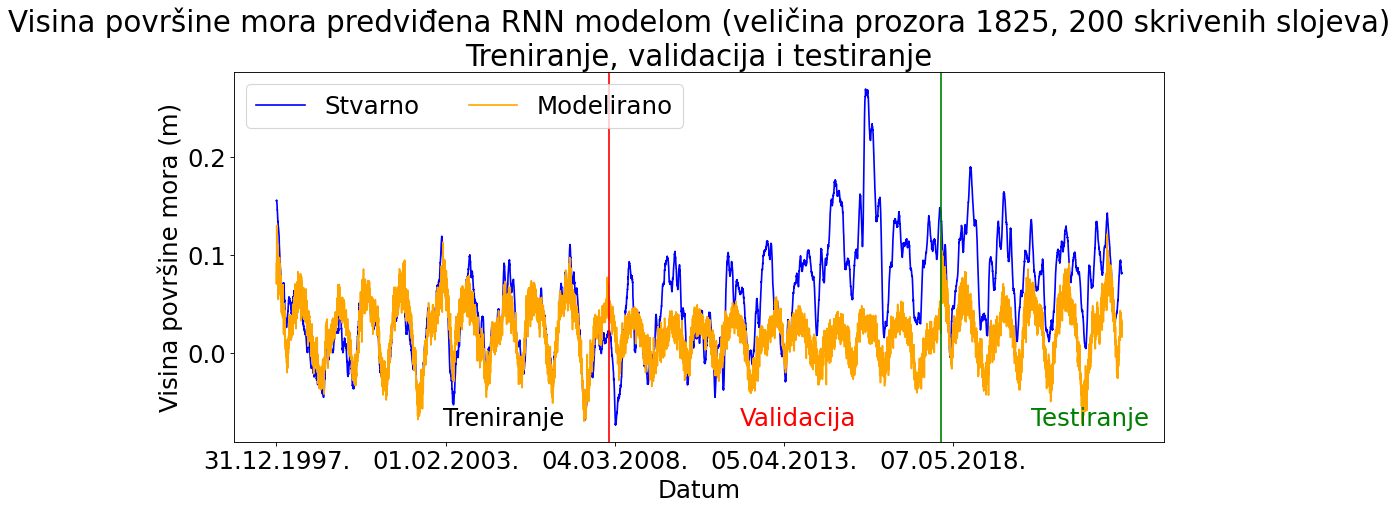 Visina površine mora predviđena RNN modelom (veličina prozora 1825, 200 skrivenih slojeva)
Treniranje, validacija i testiranje
Stvarno
Modelirano
Visina površine mora (m)
0.2
0.1
0.0
Treniranje
Validacija
Testiranje
31.12.1997.
01.02.2003.
04.03.2008.
05.04.2013.
07.05.2018.
Datum